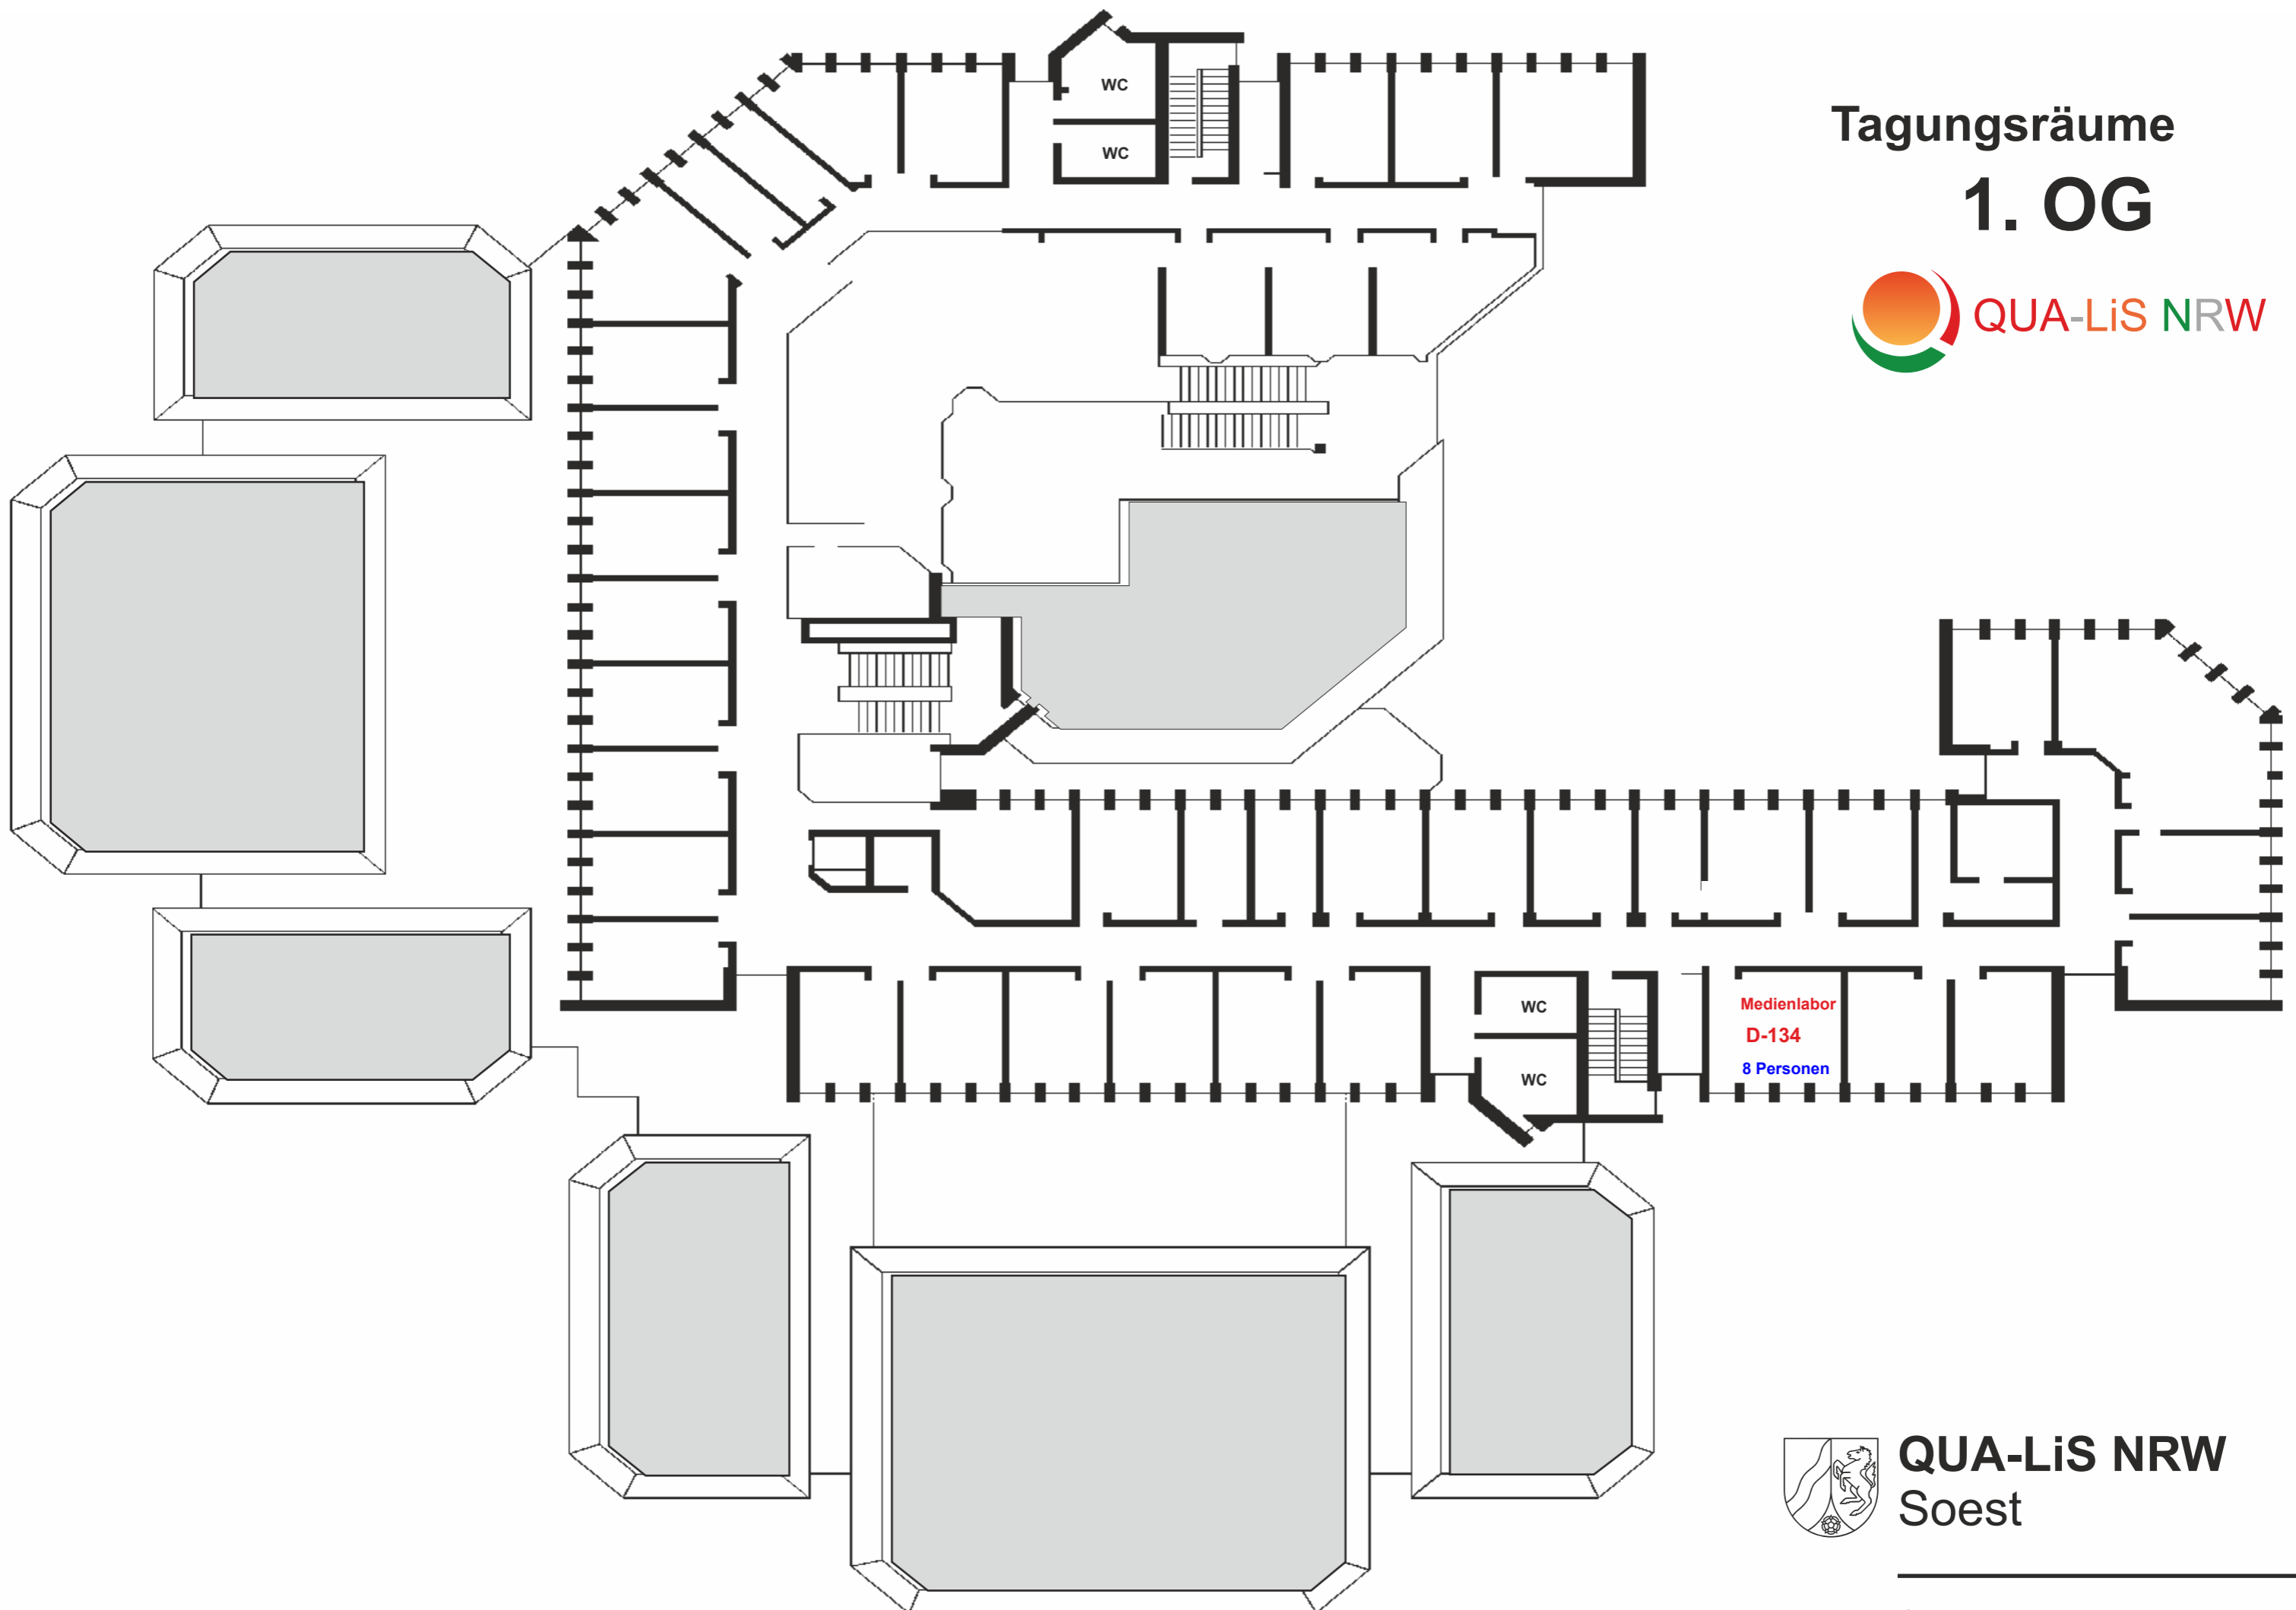 Tagungsräume
1. OG
QUA-LiS NRW
WC
WC
Medienlabor
D-134
8 Personen
WC
WC
QUA-LiS NRW
Soest